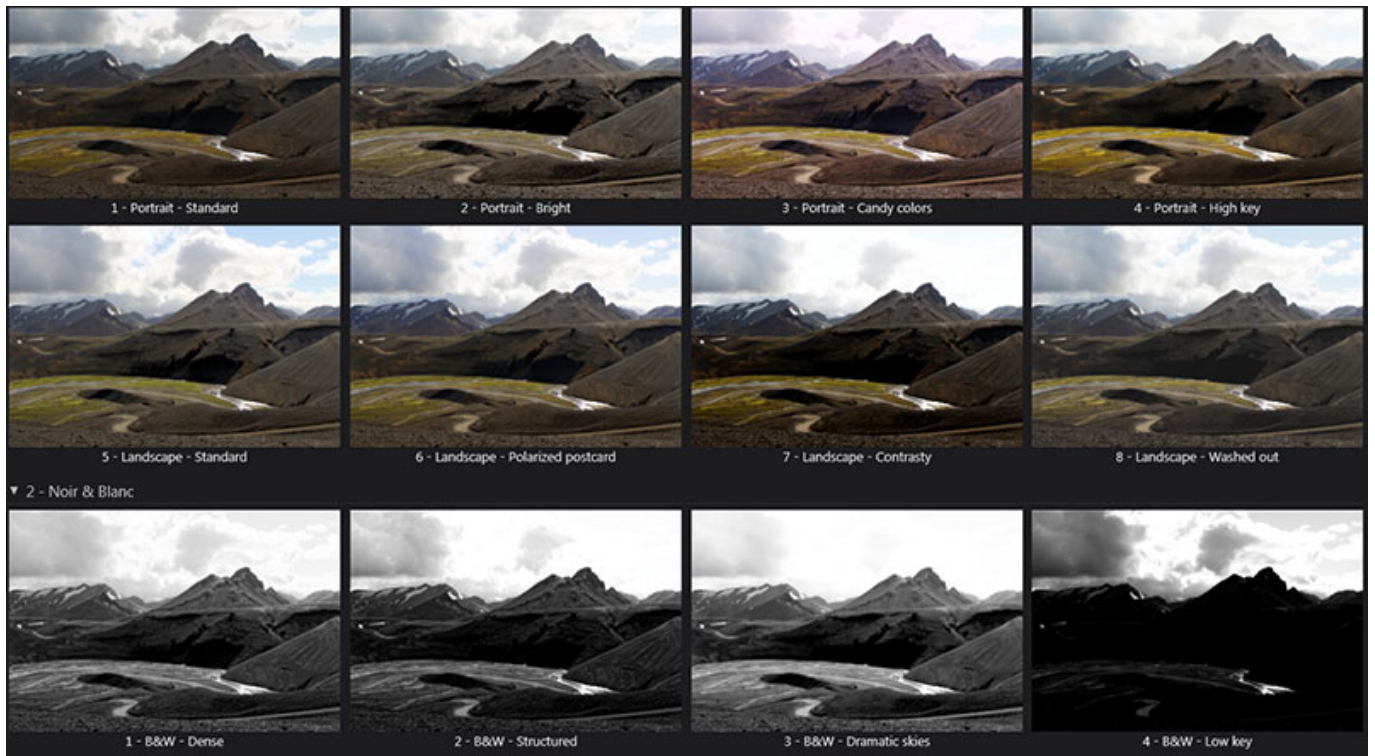 1 - Portrait - Standard
2 - Portrait - Bright
3 - Portrait - Candy colors
4 - Portrait - High key
5 - Landscape - Standard
6 - Landscape - Polarized postcard
7 - Landscape - Contrasty
8 - Landscape - Washed out
▼ 2 - Noir & Blanc
1 - B&W - Dense
2 - B&W - Structured
3 - B&W - Dramatic skies
4 - B&W - Low key